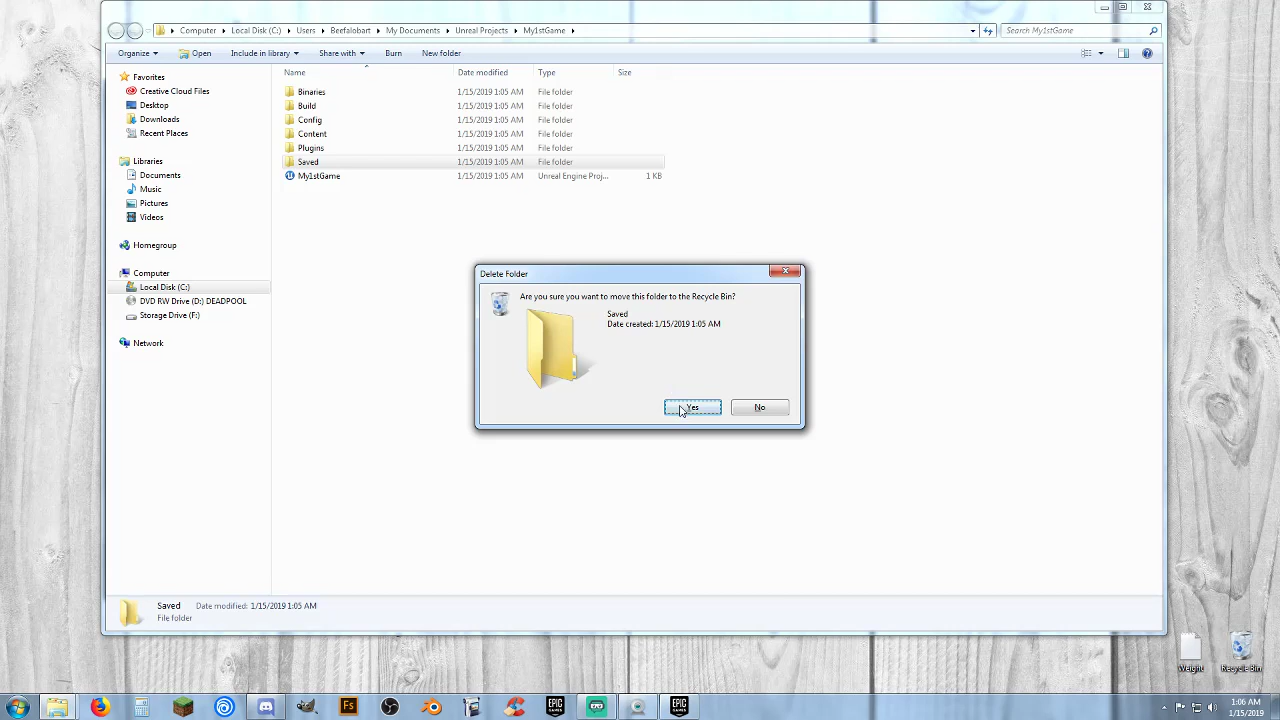 Computer Local Disk (C:) Users Beefalobart My Documents Unreal Projects My1stGame
Search My1stGame
Organize Open Include in library Share with Burn New folder
Name Date modified Type Size
Favorites
Creative Cloud Files
Desktop
Downloads
Recent Places
Libraries
Documents
Music
Pictures
Videos
Homegroup
Computer
Local Disk (C:)
DVD RW Drive (D:) DEADPOOL
Storage Drive (F:)
Network
Binaries 1/15/2019 1:05 AM File folder
Build 1/15/2019 1:05 AM File folder
Config 1/15/2019 1:05 AM File folder
Content 1/15/2019 1:05 AM File folder
Plugins 1/15/2019 1:05 AM File folder
Saved 1/15/2019 1:05 AM File folder
My1stGame 1/15/2019 1:05 AM Unreal Engine Proj... 1 KB
Delete Folder
Are you sure you want to move this folder to the Recycle Bin?
Saved
Date created: 1/15/2019 1:05 AM
Yes No
Saved Date modified: 1/15/2019 1:05 AM
File folder
Weight
Recycle Bin
Fs
EPIC GAMES
EPIC GAMES
1:06 AM
1/15/2019